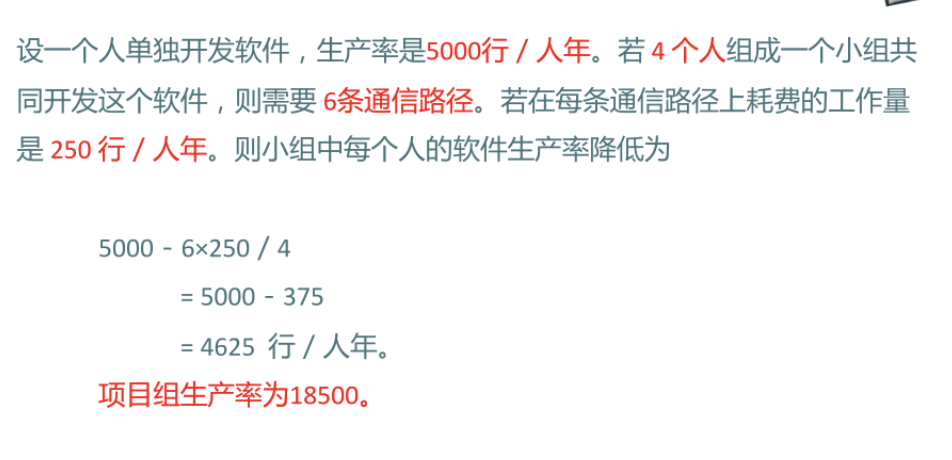 设一个人单独开发软件，生产率是5000行／人年。若 4 个人组成一个小组共
同开发这个软件，则需要 6条通信路径。若在每条通信路径上耗费的工作量
是 250 行／人年。则小组中每个人的软件生产率降低为
5000 - 6×250 / 4
= 5000 - 375
= 4625 行／人年。
项目组生产率为18500。